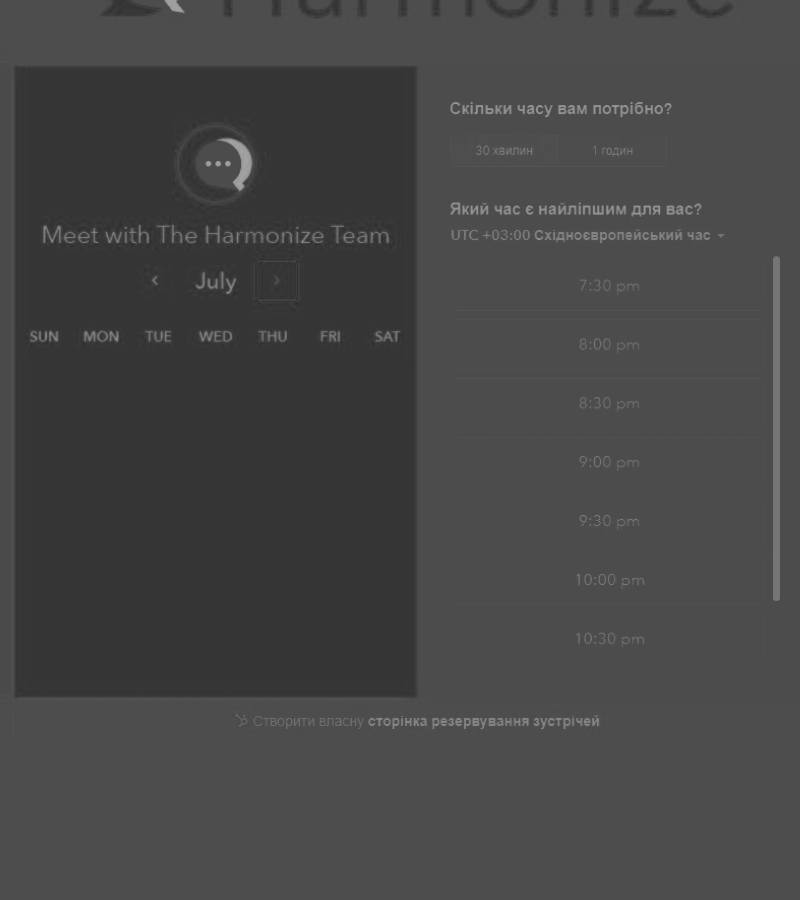 Harmonize
Meet with The Harmonize Team
July
SUN MON TUE WED THU FRI SAT
Скільки часу вам потрібно?
30 хвилин 1 годин
Який час є найліпшим для вас?
UTC +03:00 Східноєвропейський час
7:30 pm
8:00 pm
8:30 pm
9:00 pm
9:30 pm
10:00 pm
10:30 pm
Створити власну сторінка резервування зустрічей